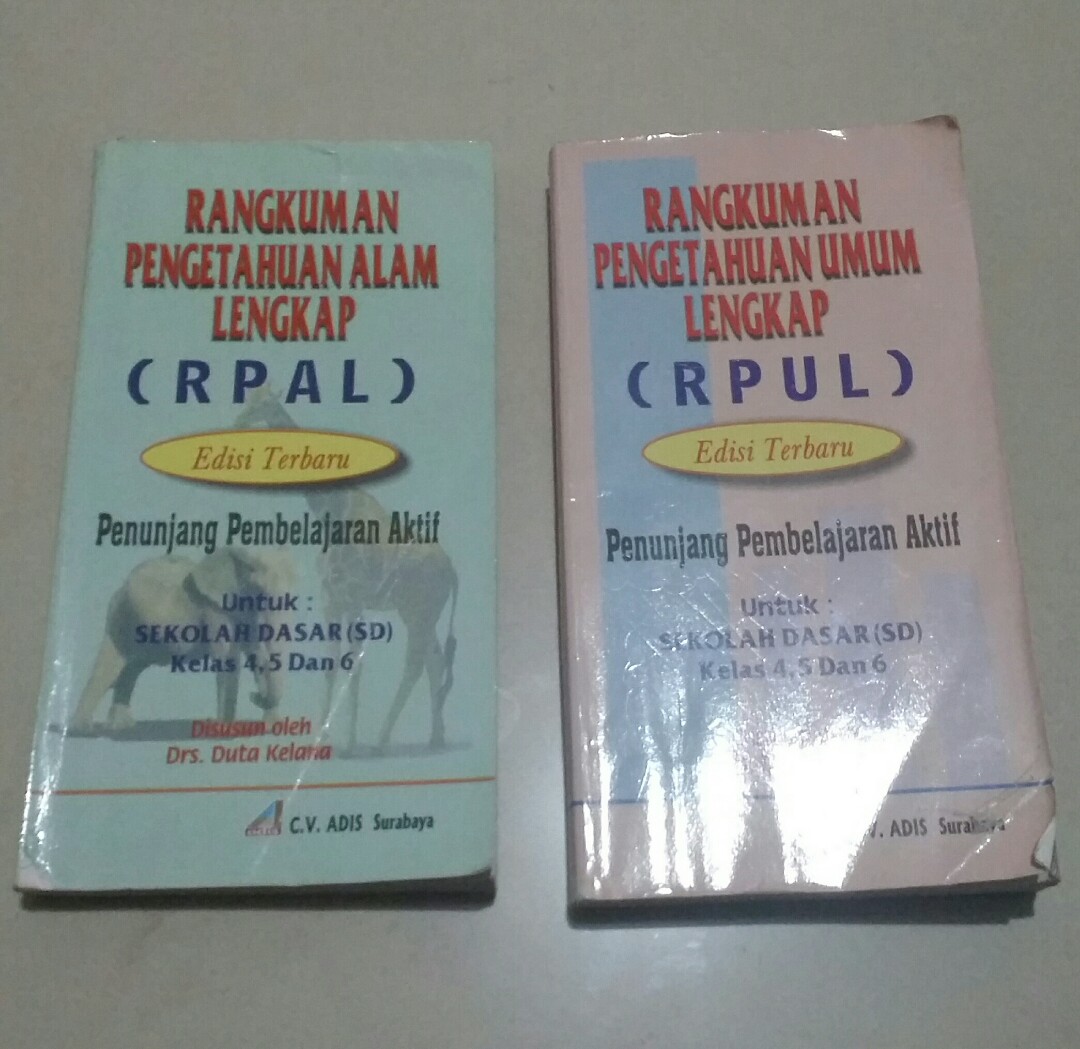 RANGKUMAN
PENGETAHUAN ALAM
LENGKAP
(RPAL)
Edisi Terbaru
Penunjang Pembelajaran Aktif
Untuk :
SEKOLAH DASAR (SD)
Kelas 4, 5 Dan 6
Disusun oleh
Drs. Duta Kelana
C.V. ADIS Surabaya
RANGKUMAN
PENGETAHUAN UMUM
LENGKAP
(RPUL)
Edisi Terbaru
Penunjang Pembelajaran Aktif
Untuk :
SEKOLAH DASAR (SD)
Kelas 4, 5 Dan 6
V. ADIS Surabaya